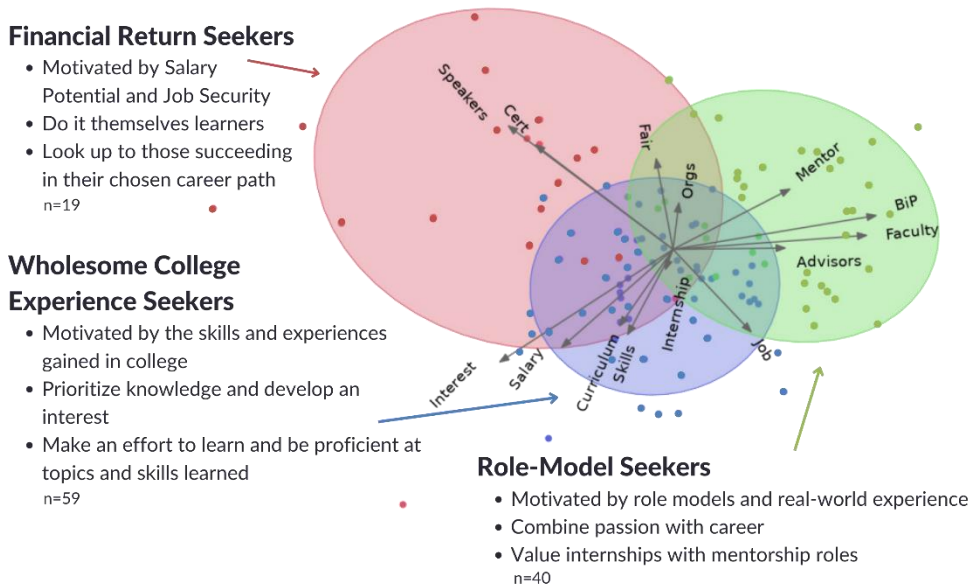 Financial Return Seekers
• Motivated by Salary
Potential and Job Security
• Do it themselves learners
• Look up to those succeeding
in their chosen career path
n=19
Wholesome College
Experience Seekers
• Motivated by the skills and experiences
gained in college
• Prioritize knowledge and develop an
interest
• Make an effort to learn and be proficient at
topics and skills learned
n=59
Speakers
Cert
Fair
Orgs
Mentor
BiP
Faculty
Advisors
Interest
Salary
Curriculum
Skills
Internship
Job
Role-Model Seekers
• Motivated by role models and real-world experience
• Combine passion with career
• Value internships with mentorship roles
n=40